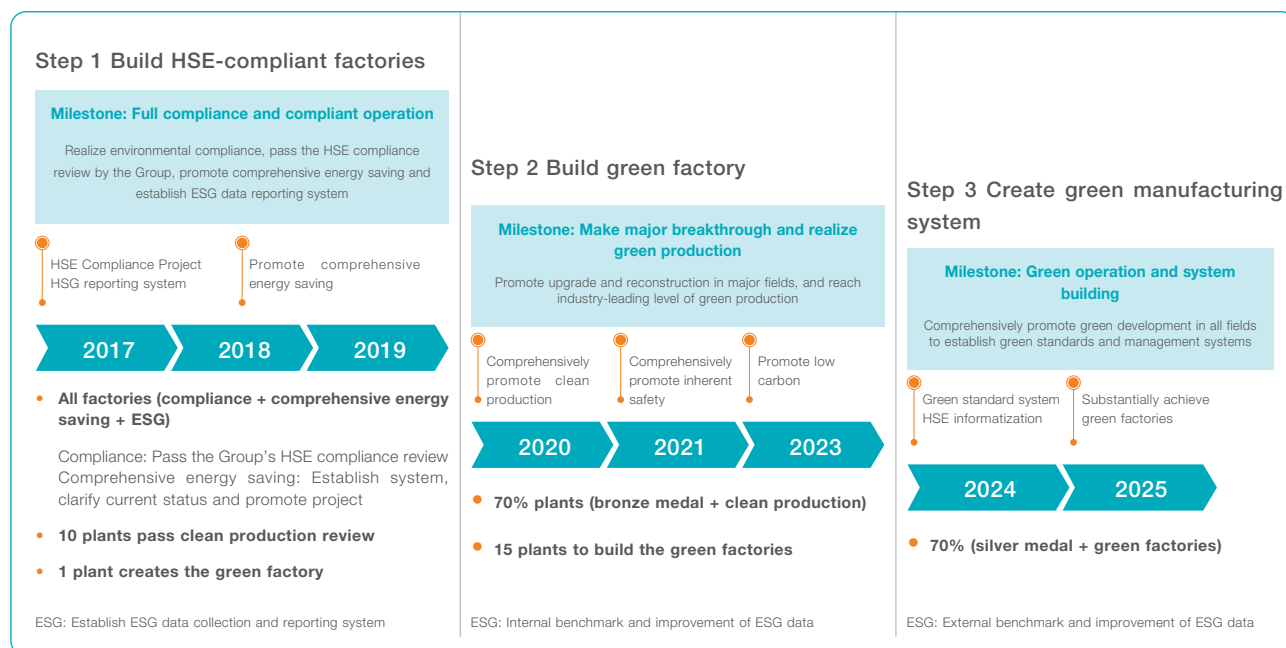 Step 1 Build HSE-compliant factories
Milestone: Full compliance and compliant operation
Realize environmental compliance, pass the HSE compliance
review by the Group, promote comprehensive energy saving and
establish ESG data reporting system
HSE Compliance Project
HSG reporting system
Promote comprehensive
energy saving
2017
2018
2019
All factories (compliance + comprehensive energy
saving + ESG)
Compliance: Pass the Group's HSE compliance review
Comprehensive energy saving: Establish system,
clarify current status and promote project
10 plants pass clean production review
1 plant creates the green factory
ESG: Establish ESG data collection and reporting system
Step 2 Build green factory
Milestone: Make major breakthrough and realize
green production
Promote upgrade and reconstruction in major fields, and reach
industry-leading level of green production
Comprehensively
promote clean
production
Comprehensively
promote inherent
safety
Promote low
carbon
2020
2021
2023
70% plants (bronze medal + clean production)
15 plants to build the green factories
ESG: Internal benchmark and improvement of ESG data
Step 3 Create green manufacturing
system
Milestone: Green operation and system
building
Comprehensively promote green development in all fields
to establish green standards and management systems
Green standard system
HSE informatization
Substantially achieve
green factories
2024
2025
70% (silver medal + green factories)
ESG: External benchmark and improvement of ESG data